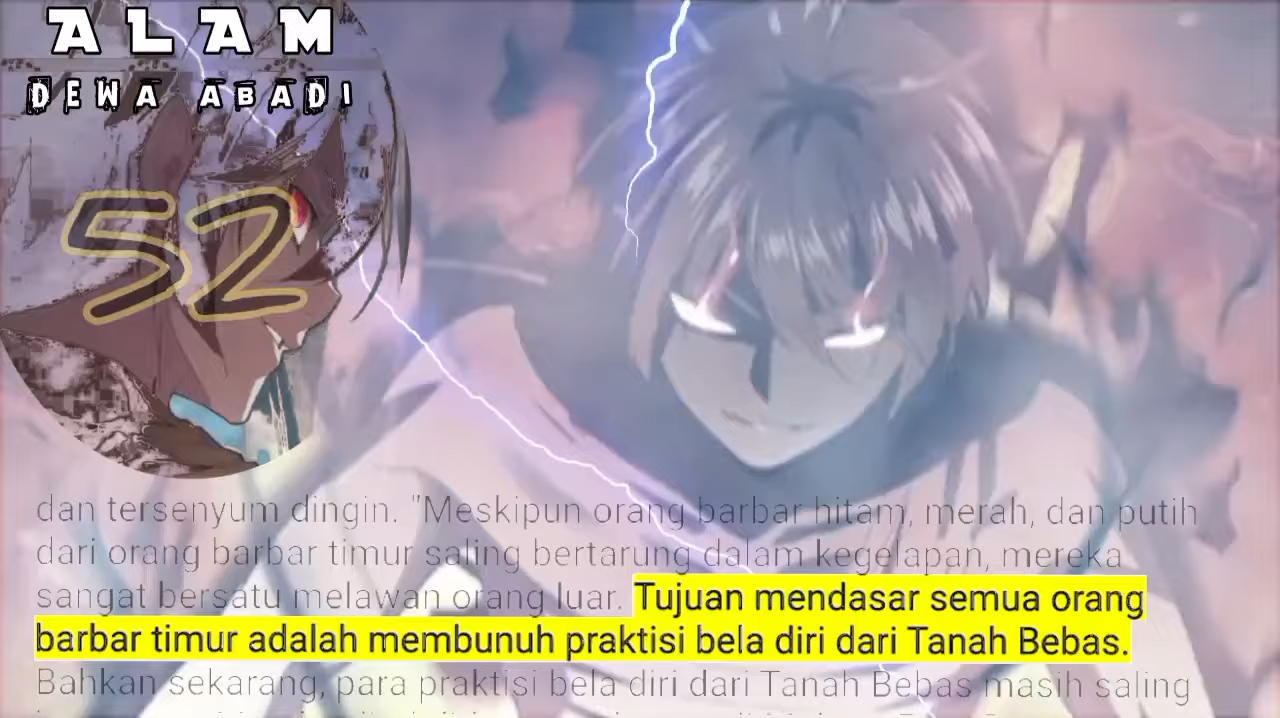 ALAM
DEWA ABADI
52
dan tersenyum dingin. "Meskipun orang barbar hitam, merah, dan putih
dari orang barbar timur saling bertarung dalam kegelapan, mereka
sangat bersatu melawan orang luar. Tujuan mendasar semua orang
barbar timur adalah membunuh praktisi bela diri dari Tanah Bebas.
Bahkan sekarang, para praktisi bela diri dari Tanah Bebas masih saling